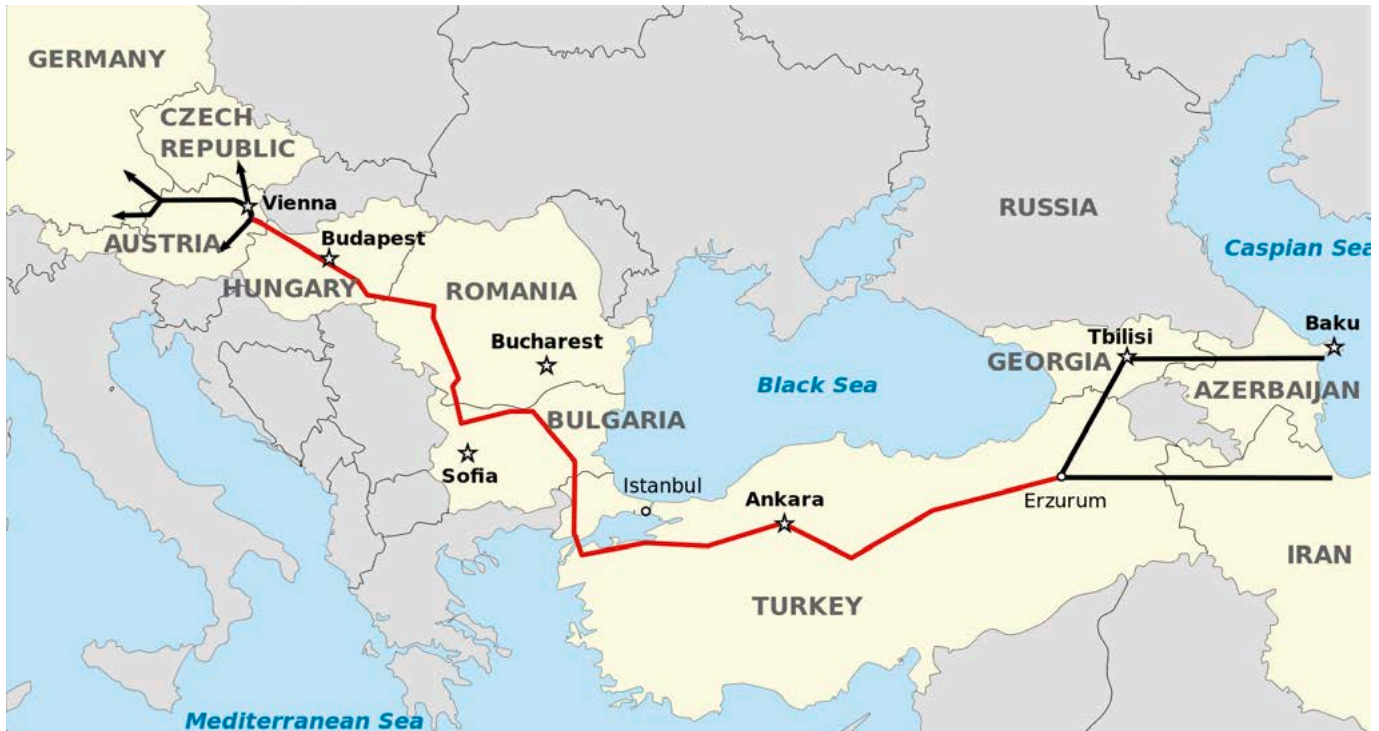 GERMANY
CZECH
REPUBLIC
Vienna
AUSTRIA
Budapest
HUNGARY
ROMANIA
Bucharest
BULGARIA
Sofia
Istanbul
Ankara
TURKEY
Black Sea
RUSSIA
Caspian Sea
Tbilisi
GEORGIA
Baku
AZERBAIJAN
Erzurum
IRAN
Mediterranean Sea